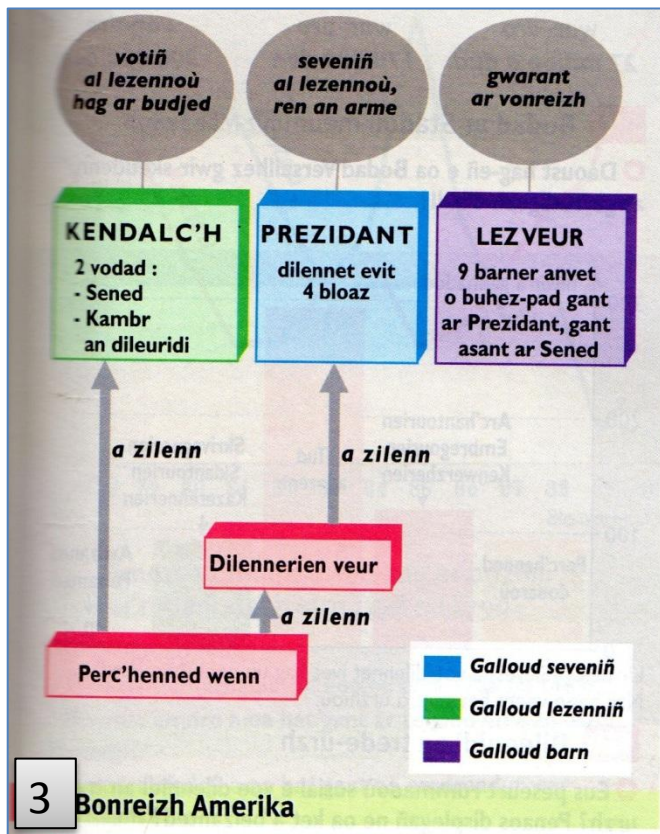 votiñ
al lezennoù
hag ar budjed
seveniñ
al lezennoù,
ren an arme
gwarant
ar vonreizh
KENDALC'H
2 vodad :
- Sened
- Kambr
an dileuridi
PREZIDANT
dilennet evit
4 bloaz
LEZ VEUR
9 barner anvet
o buhez-pad gant
ar Prezidant, gant
asant ar Sened
a zilenn
a zilenn
Dilennerien veur
a zilenn
Perc'henned wenn
Galloud seveniñ
Galloud lezenniñ
Galloud barn
3
Bonreizh Amerika